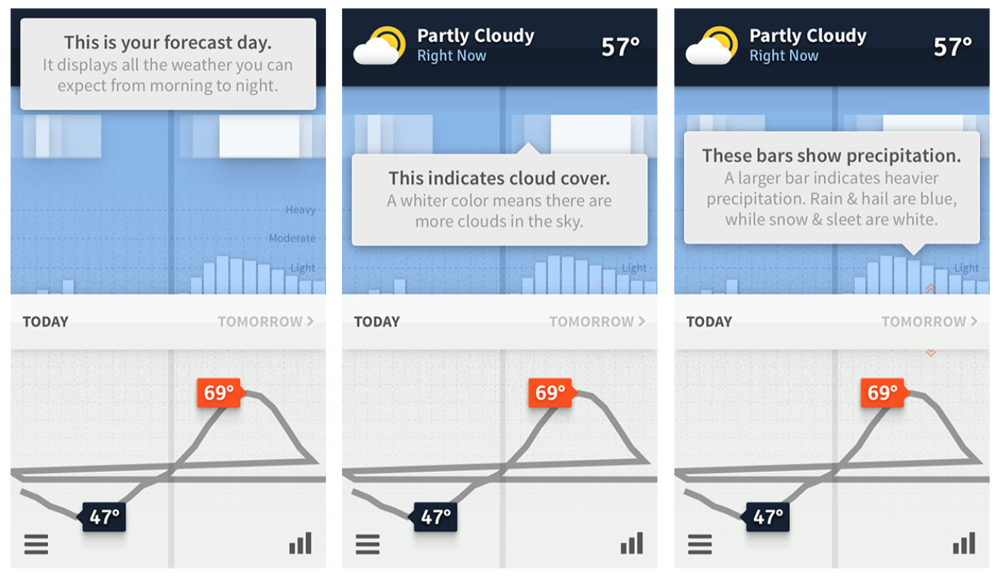 This is your forecast day.
It displays all the weather you can
expect from morning to night.
Heavy
Moderate
Light
TODAY
TOMORROW >
69°
47°
Partly Cloudy
Right Now
57°
This indicates cloud cover.
A whiter color means there are
more clouds in the sky.
Light
TODAY
TOMORROW >
69°
47°
Partly Cloudy
Right Now
57°
These bars show precipitation.
A larger bar indicates heavier
precipitation. Rain & hail are blue,
while snow & sleet are white.
Light
TODAY
TOMORROW >
69°
47°